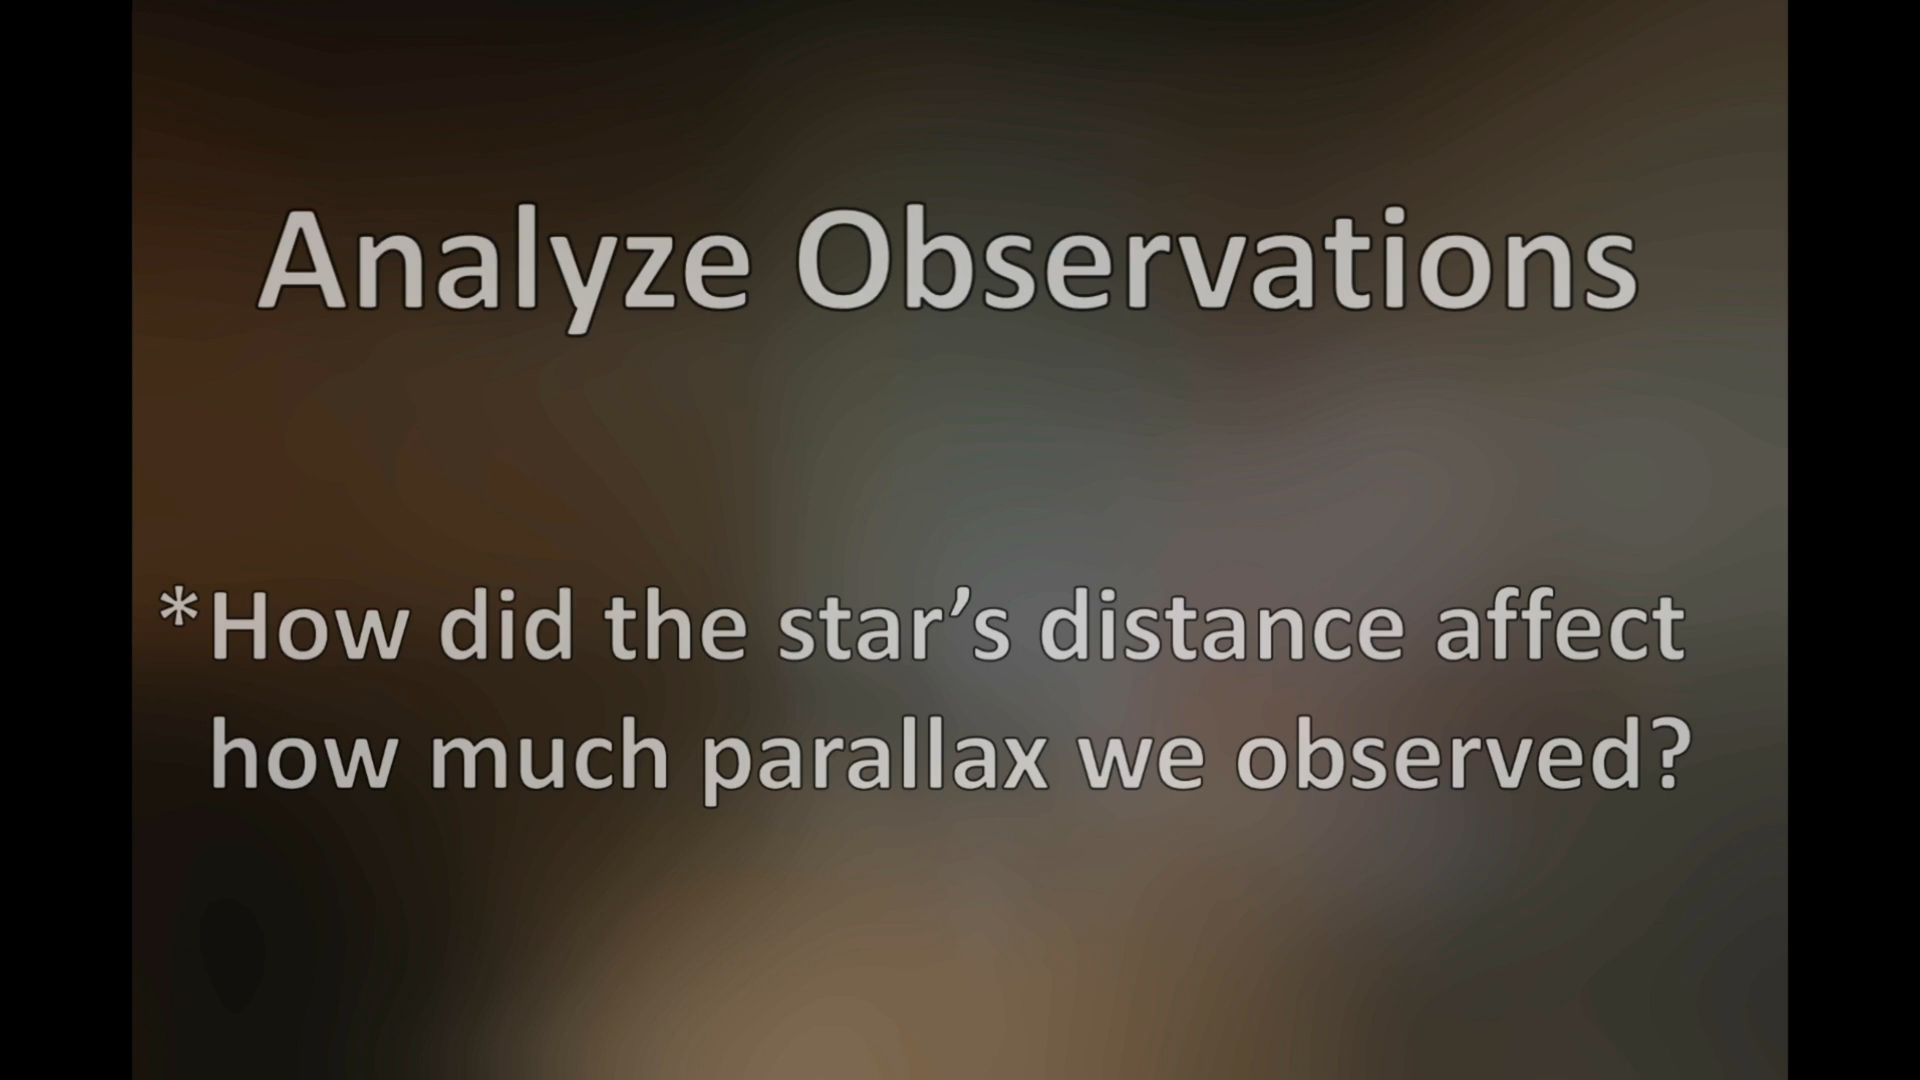 Analyze Observations
*How did the star’s distance affect
how much parallax we observed?